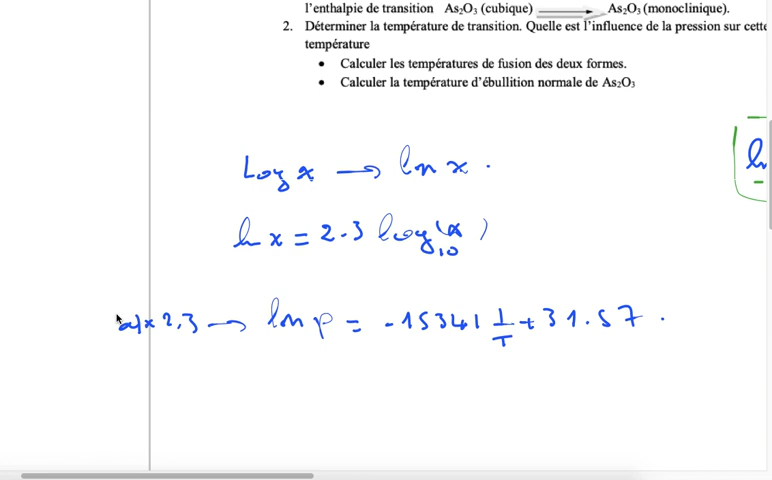 l'enthalpie de transition As₂O₃ (cubique) ⟶ As₂O₃ (monoclinique).
2. Déterminer la température de transition. Quelle est l'influence de la pression sur cette
température
• Calculer les températures de fusion des deux formes.
• Calculer la température d'ébullition normale de As₂O₃
Log x → ln x .
ln x = 2.3 log₁₀(x)
a) x 2,3 → ln P = -15341 1/T + 31.57 .